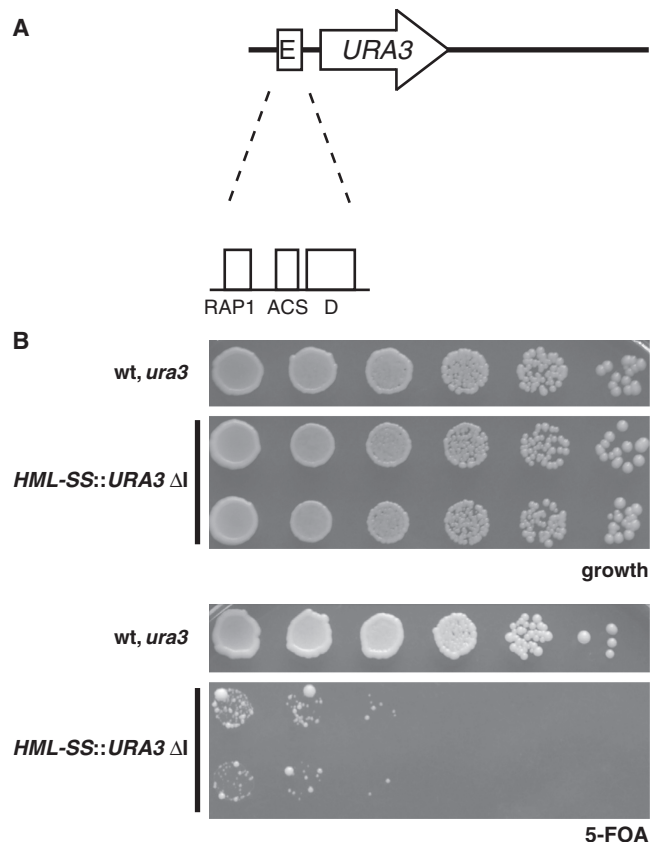 A
E
URA3
RAP1 ACS D
B
wt, ura3
HML-SS::URA3 ΔI
growth
wt, ura3
HML-SS::URA3 ΔI
5-FOA